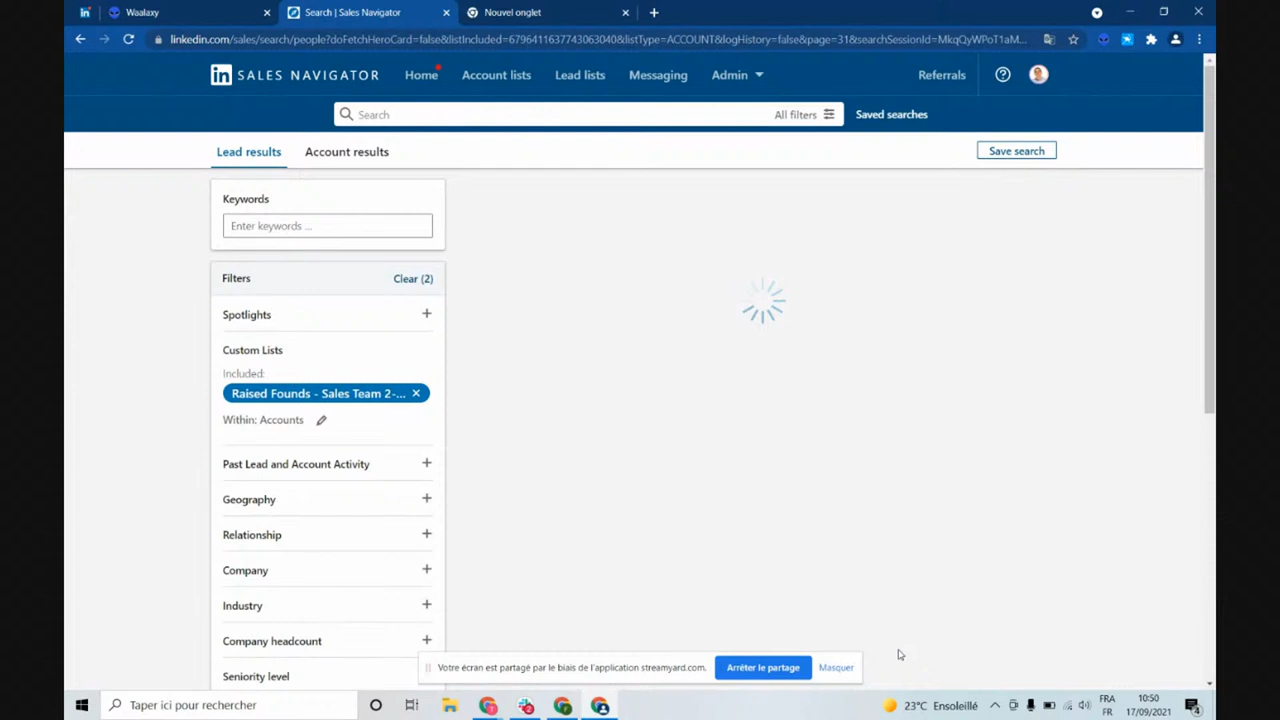 Waalaxy
Search | Sales Navigator
Nouvel onglet
linkedin.com/sales/search/people?doFetchHeroCard=false&listIncluded=6796411637743063040&listType=ACCOUNT&logHistory=false&page=31&searchSessionId=MkqQyWPoT1aM...
in SALES NAVIGATOR
Home
Account lists
Lead lists
Messaging
Admin
Referrals
Search
All filters
Saved searches
Lead results
Account results
Save search
Keywords
Enter keywords ...
Filters
Clear (2)
Spotlights
Custom Lists
Included:
Raised Founds - Sales Team 2-...
Within: Accounts
Past Lead and Account Activity
Geography
Relationship
Company
Industry
Company headcount
Seniority level
Votre écran est partagé par le biais de l'application streamyard.com.
Arrêter le partage
Masquer
Taper ici pour rechercher
23°C Ensoleillé
FRA
FR
10:50
17/09/2021